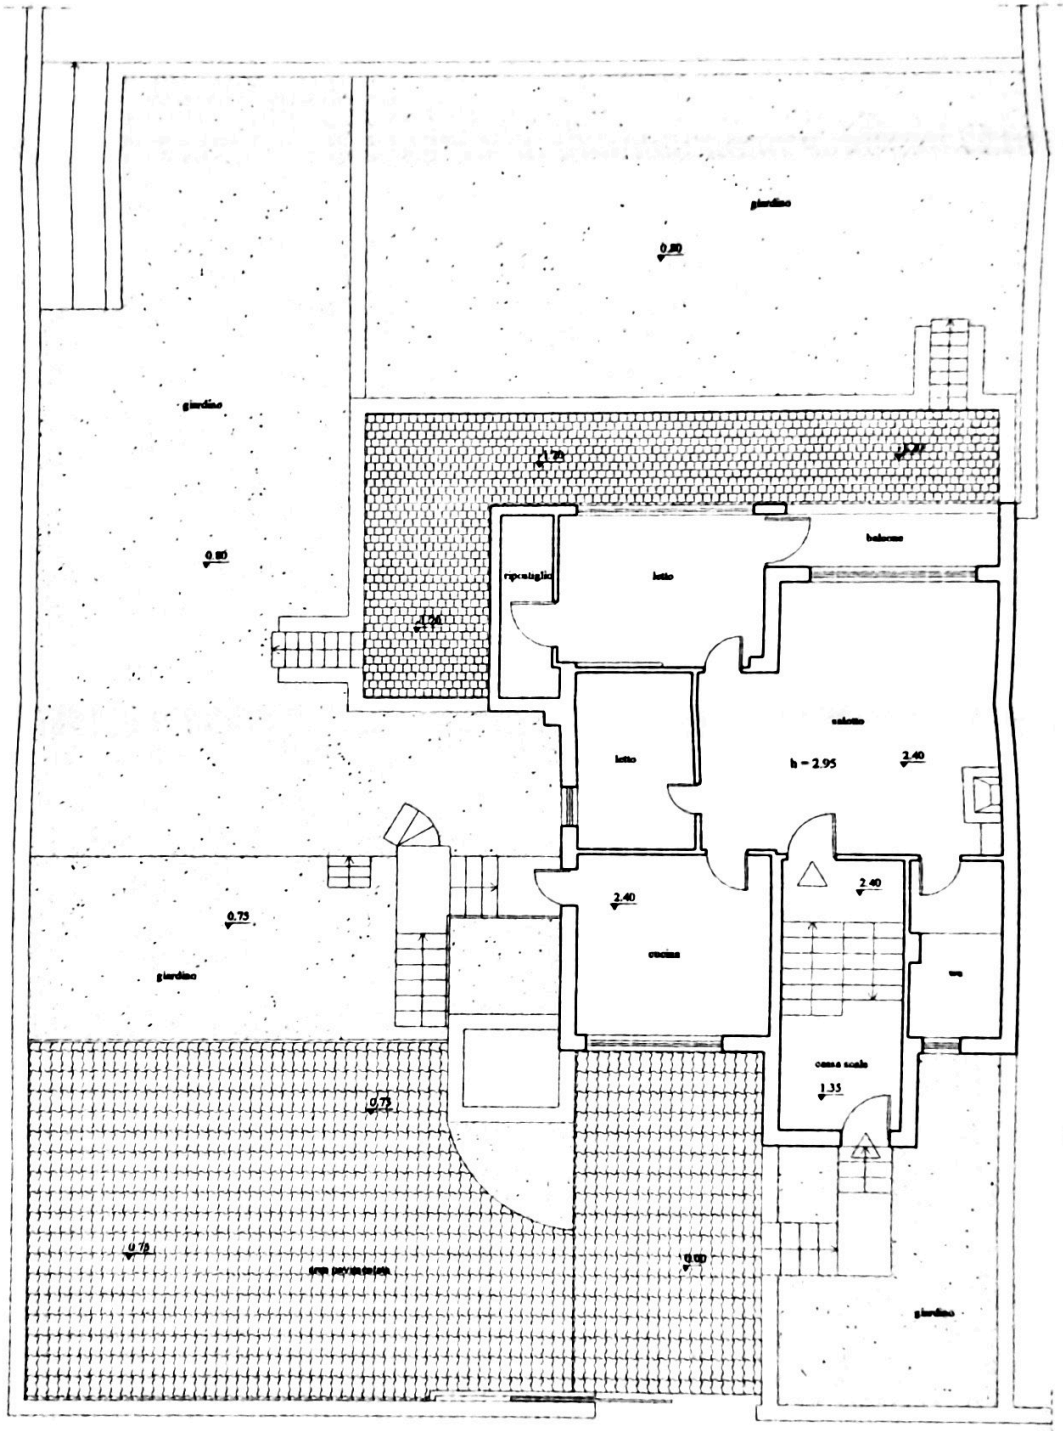 giardino
0.80
giardino
-1.20
-1.20
balcone
0.80
ripostiglio
letto
-1.20
salotto
letto
h = 2.95
2.40
2.40
2.40
0.75
cucina
giardino
wc
cassa scale
1.35
0.75
0.75
area pavimentata
0.00
giardino